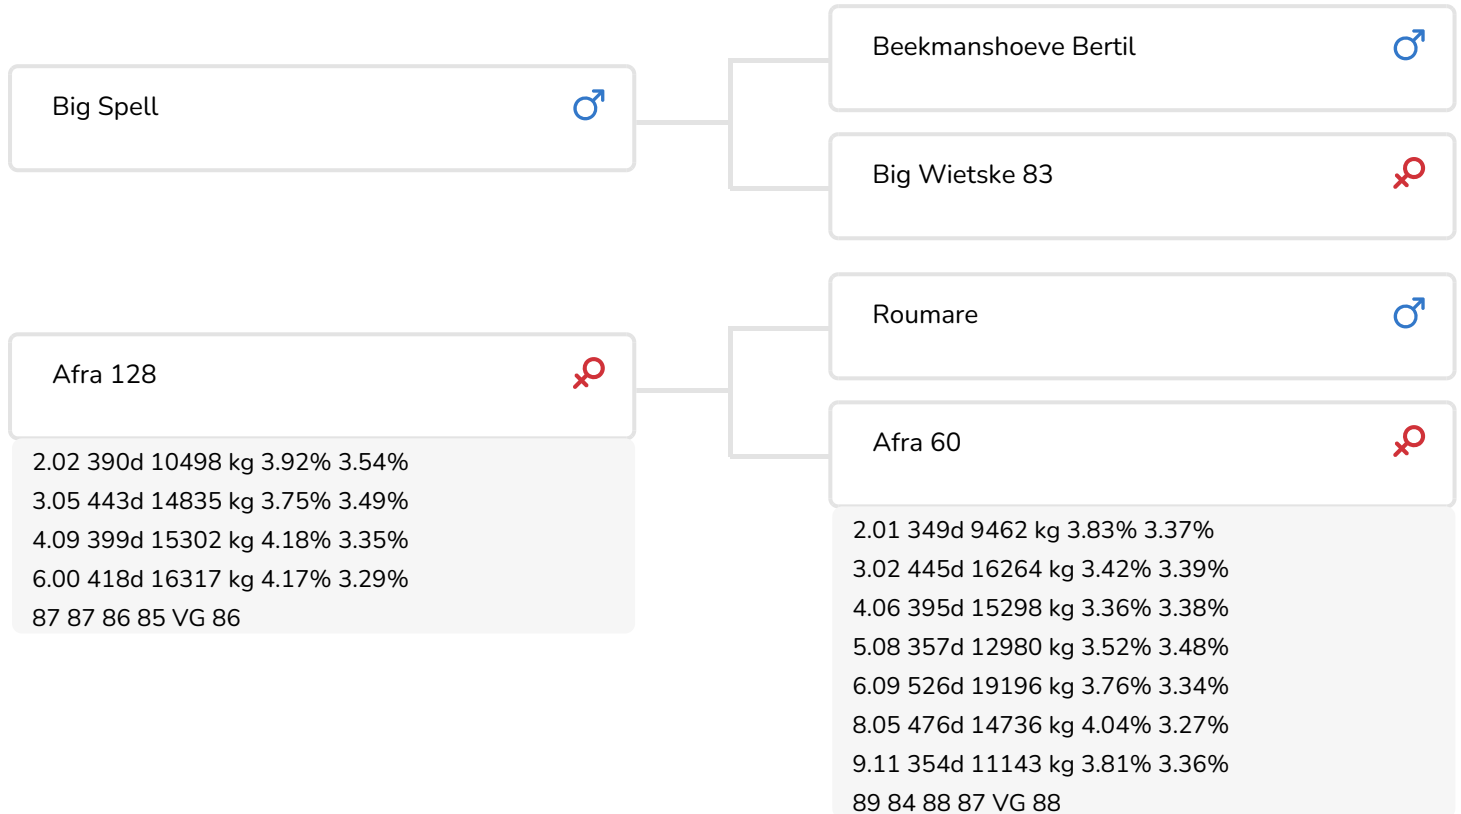 Big Spell
Beekmanshoeve Bertil
Big Wietske 83
Afra 128
2.02 390d 10498 kg 3.92% 3.54%
3.05 443d 14835 kg 3.75% 3.49%
4.09 399d 15302 kg 4.18% 3.35%
6.00 418d 16317 kg 4.17% 3.29%
87 87 86 85 VG 86
Roumare
Afra 60
2.01 349d 9462 kg 3.83% 3.37%
3.02 445d 16264 kg 3.42% 3.39%
4.06 395d 15298 kg 3.36% 3.38%
5.08 357d 12980 kg 3.52% 3.48%
6.09 526d 19196 kg 3.76% 3.34%
8.05 476d 14736 kg 4.04% 3.27%
9.11 354d 11143 kg 3.81% 3.36%
89 84 88 87 VG 88